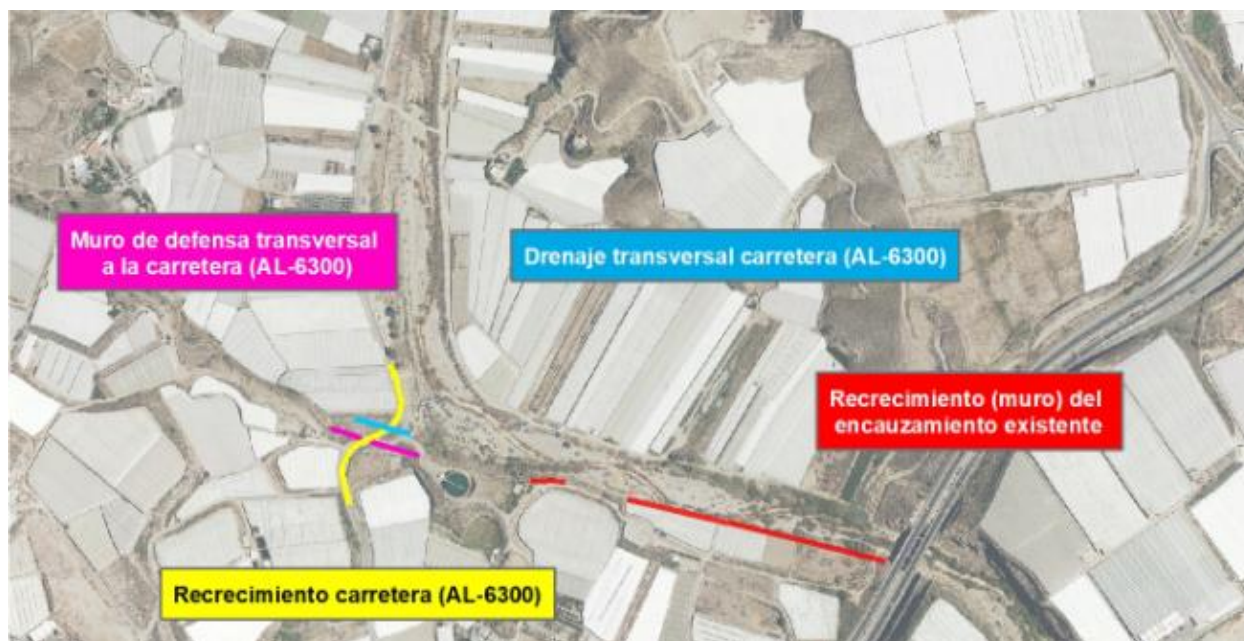 Muro de defensa transversal
a la carretera (AL-6300)
Drenaje transversal carretera (AL-6300)
Recrecimiento (muro) del
encauzamiento existente
Recrecimiento carretera (AL-6300)